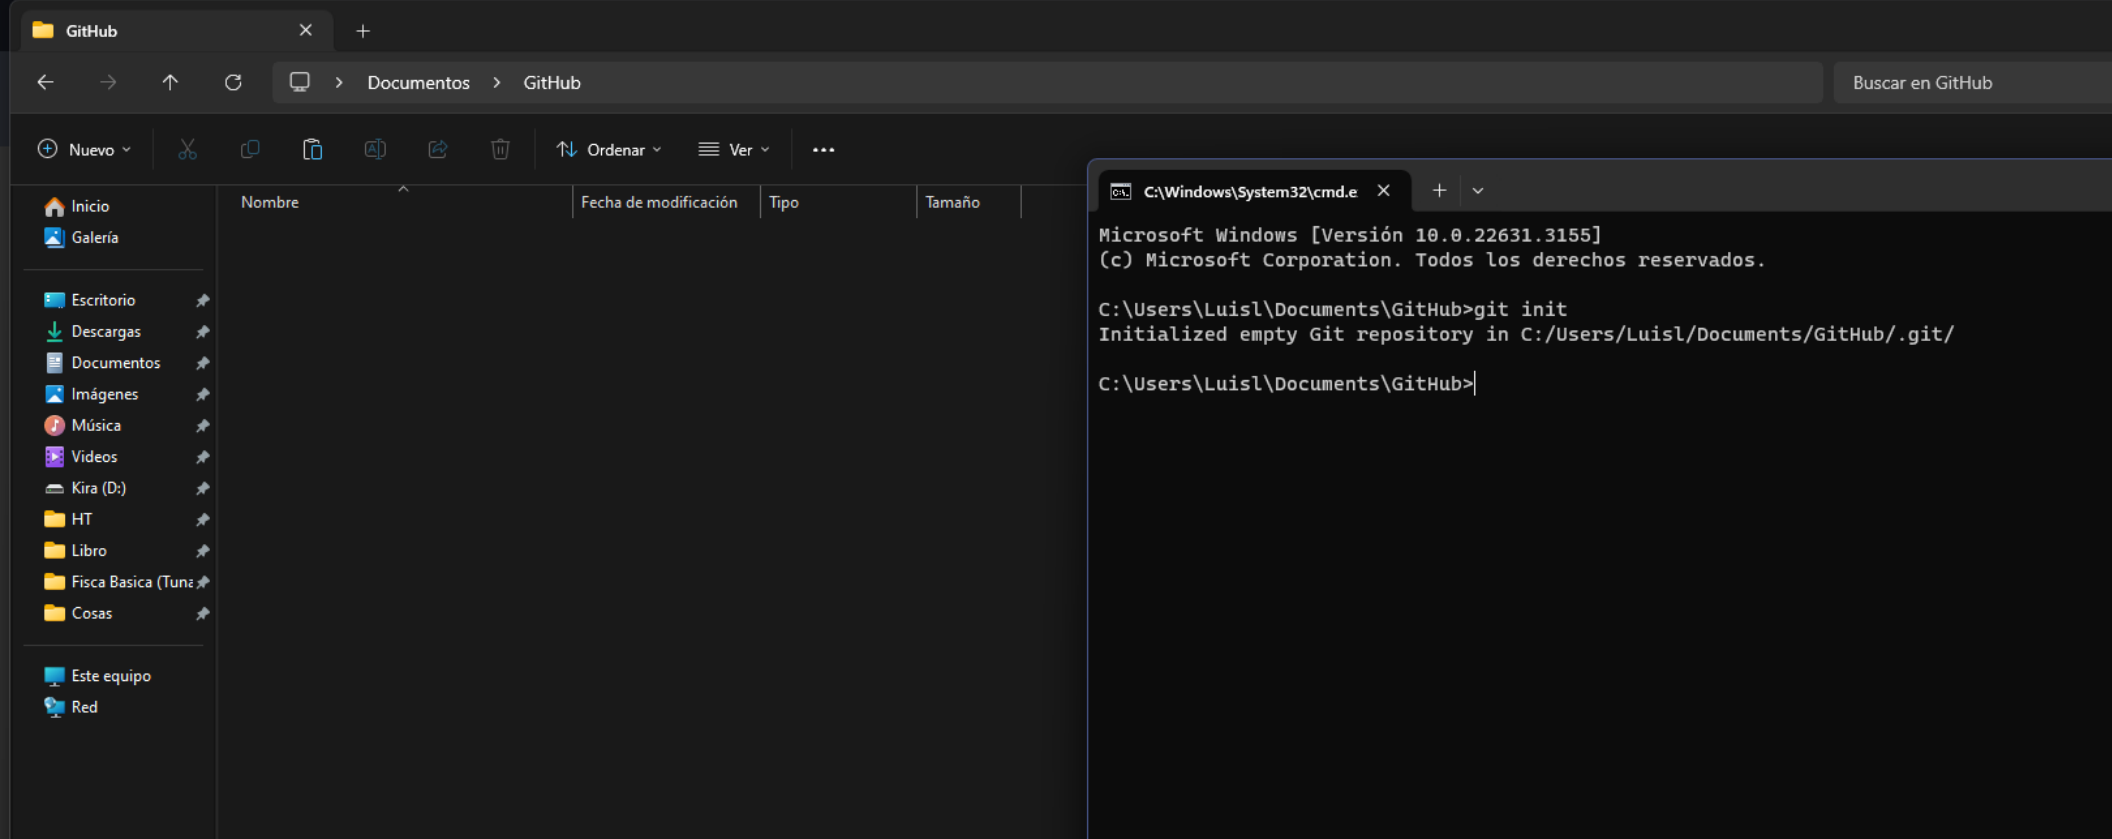 GitHub
Documentos > GitHub
Buscar en GitHub
Nuevo
Ordenar
Ver
Nombre
Fecha de modificación
Tipo
Tamaño
Inicio
Galería
Escritorio
Descargas
Documentos
Imágenes
Música
Videos
Kira (D:)
HT
Libro
Fisca Basica (Tuna
Cosas
Este equipo
Red
C:\Windows\System32\cmd.e
Microsoft Windows [Versión 10.0.22631.3155]
(c) Microsoft Corporation. Todos los derechos reservados.
C:\Users\Luisl\Documents\GitHub>git init
Initialized empty Git repository in C:/Users/Luisl/Documents/GitHub/.git/
C:\Users\Luisl\Documents\GitHub>